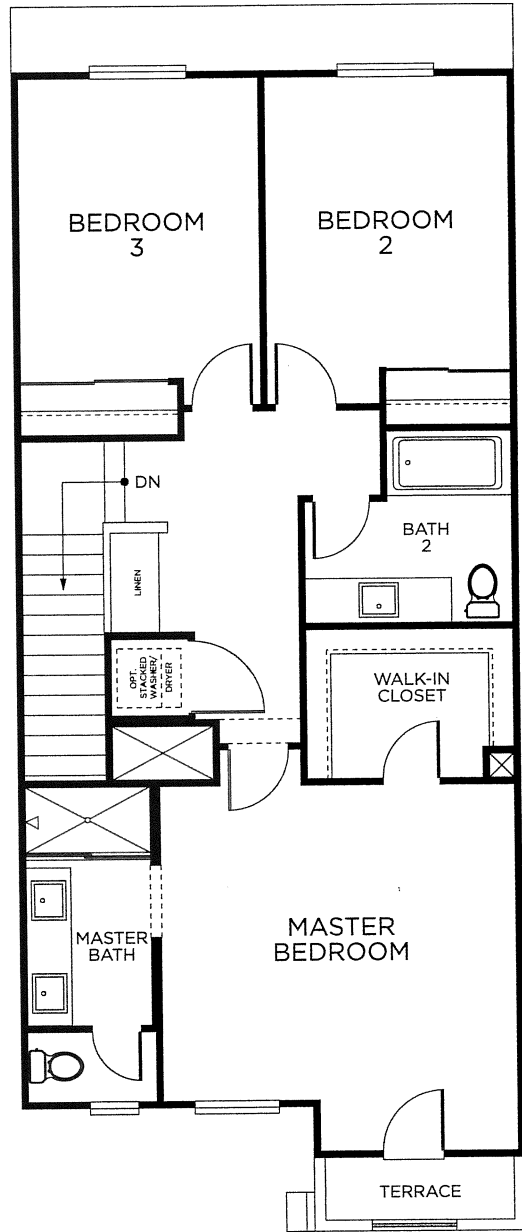 BEDROOM
3
BEDROOM
2
DN
BATH
2
LINEN
OPT.
STACKED
WASHER/
DRYER
WALK-IN
CLOSET
MASTER
BATH
MASTER
BEDROOM
TERRACE